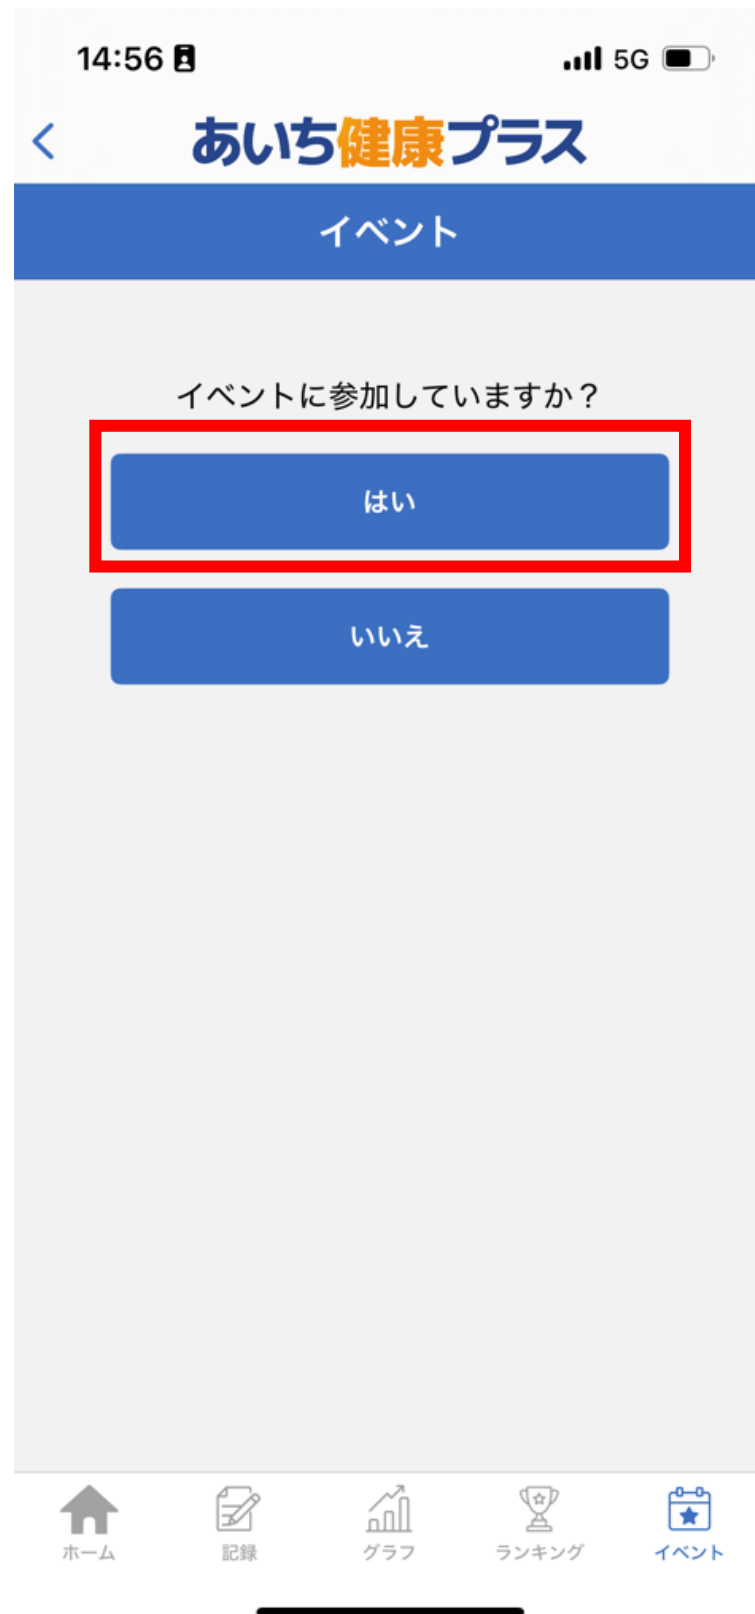 14:56 5G
あいち健康プラス
イベント
イベントに参加していますか？
はい
いいえ
ホーム 記録 グラフ ランキング イベント